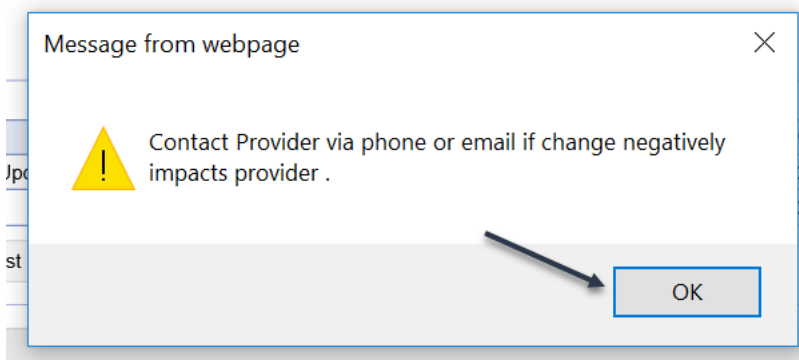 Message from webpage
Contact Provider via phone or email if change negatively
impacts provider .
OK